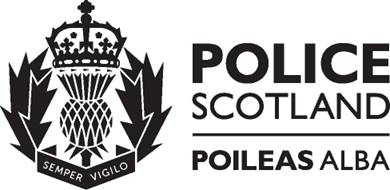 POLICE
SCOTLAND
POILEAS ALBA
SEMPER VIGILO